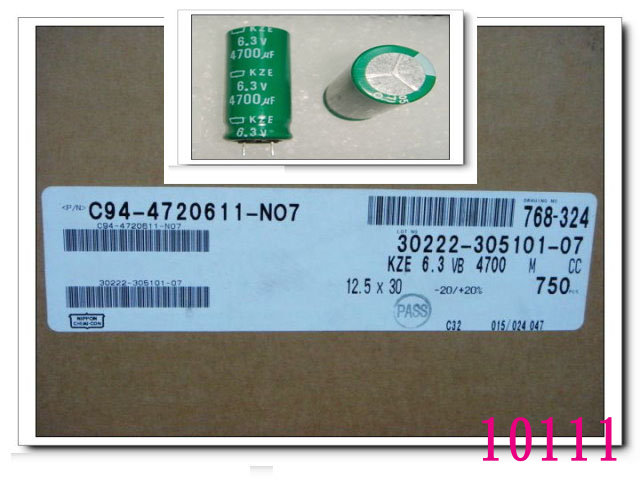 KZE
6.3V
4700µF
KZE
6.3V
4700µF
KZE
6.3V
<P/N> C94-4720611-N07
C94-4720611-N07
DRAWING NO
768-324
LOT NO
30222-305101-07
KZE 6.3 VB 4700 M CC
30222-305101-07
12.5 x 30 -20/+20% 750 PCS
NIPPON
CHEMI-CON
PASS
C32 015/024 047
10111